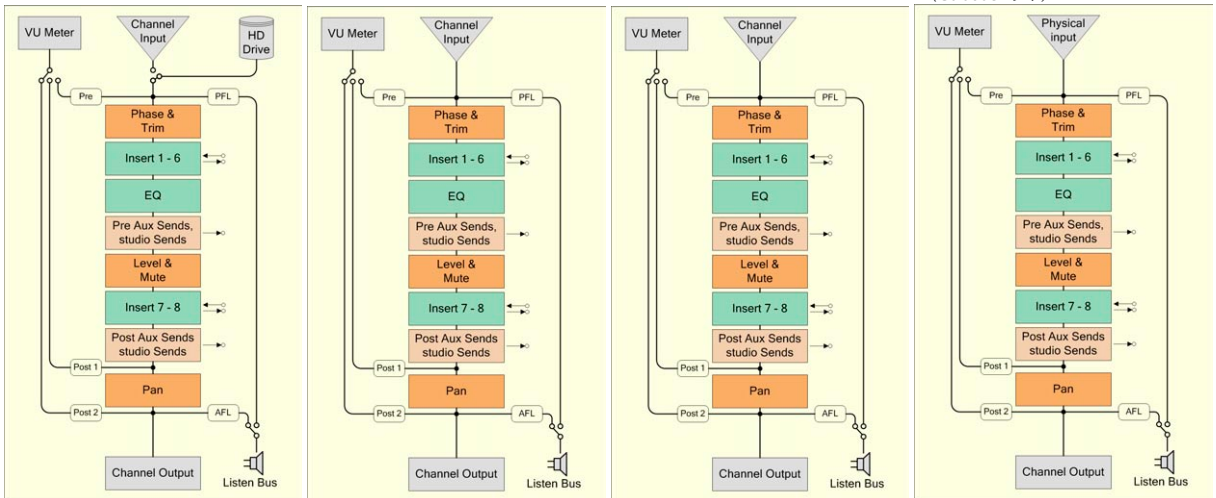 VU Meter
Channel
Input
HD
Drive
Pre
PFL
Phase &
Trim
Insert 1 - 6
EQ
Pre Aux Sends,
studio Sends
Level &
Mute
Insert 7 - 8
Post Aux Sends
studio Sends
Post 1
Pan
Post 2
AFL
Channel Output
Listen Bus
VU Meter
Channel
Input
Pre
PFL
Phase &
Trim
Insert 1 - 6
EQ
Pre Aux Sends,
studio Sends
Level &
Mute
Insert 7 - 8
Post Aux Sends
studio Sends
Post 1
Pan
Post 2
AFL
Channel Output
Listen Bus
VU Meter
Channel
Input
Pre
PFL
Phase &
Trim
Insert 1 - 6
EQ
Pre Aux Sends,
studio Sends
Level &
Mute
Insert 7 - 8
Post Aux Sends
studio Sends
Post 1
Pan
Post 2
AFL
Channel Output
Listen Bus
VU Meter
Physical
input
Pre
PFL
Phase &
Trim
Insert 1 - 6
EQ
Pre Aux Sends,
studio Sends
Level &
Mute
Insert 7 - 8
Post Aux Sends
studio Sends
Post 1
Pan
Post 2
AFL
Channel Output
Listen Bus